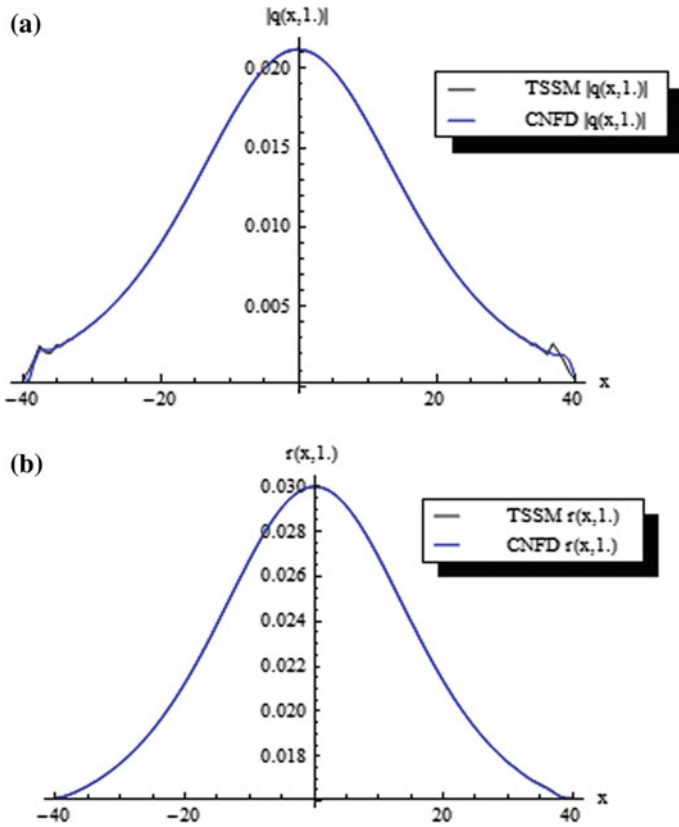 (a)
|q(x,1.)|
0.020
0.015
0.010
0.005
TSSM |q(x,1.)|
CNFD |q(x,1.)|
−40
−20
20
40
x
(b)
r(x,1.)
0.030
0.028
0.026
0.024
0.022
0.020
0.018
TSSM r(x,1.)
CNFD r(x,1.)
−40
−20
20
40
x